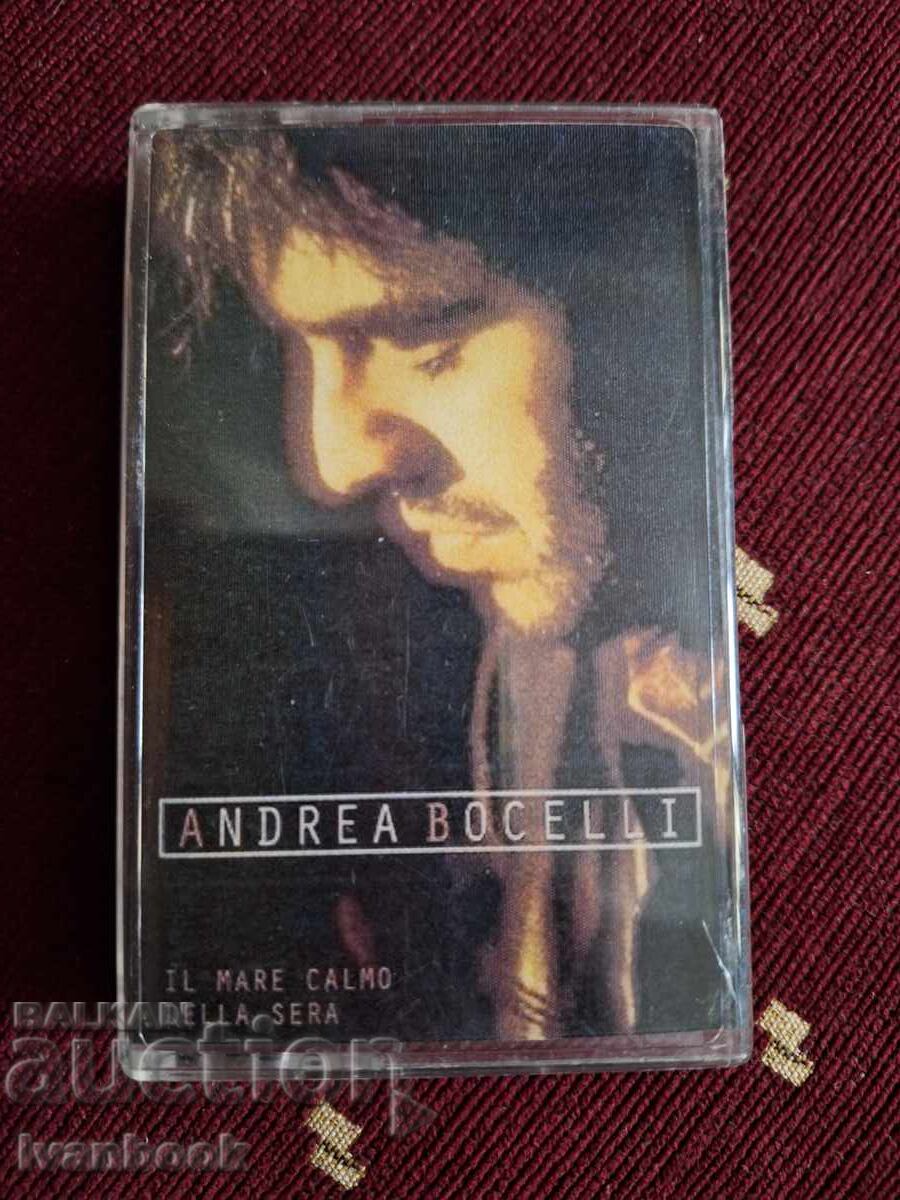 ANDREA BOCELLI
IL MARE CALMO
DELLA SERA
BALKAN
auction
Ivanbook